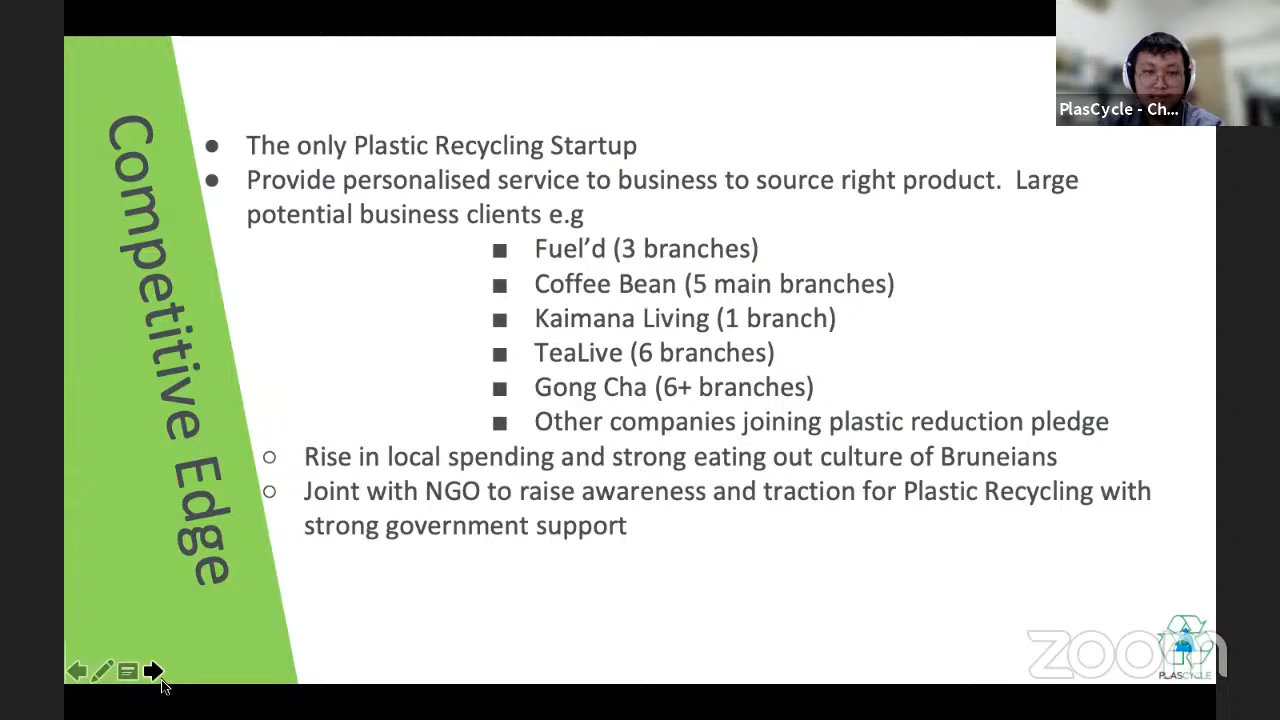 PlasCycle - Ch...
Competitive Edge
● The only Plastic Recycling Startup
● Provide personalised service to business to source right product.  Large
potential business clients e.g
■ Fuel’d (3 branches)
■ Coffee Bean (5 main branches)
■ Kaimana Living (1 branch)
■ TeaLive (6 branches)
■ Gong Cha (6+ branches)
■ Other companies joining plastic reduction pledge
○ Rise in local spending and strong eating out culture of Bruneians
○ Joint with NGO to raise awareness and traction for Plastic Recycling with
strong government support
zoom
PLASCYCLE